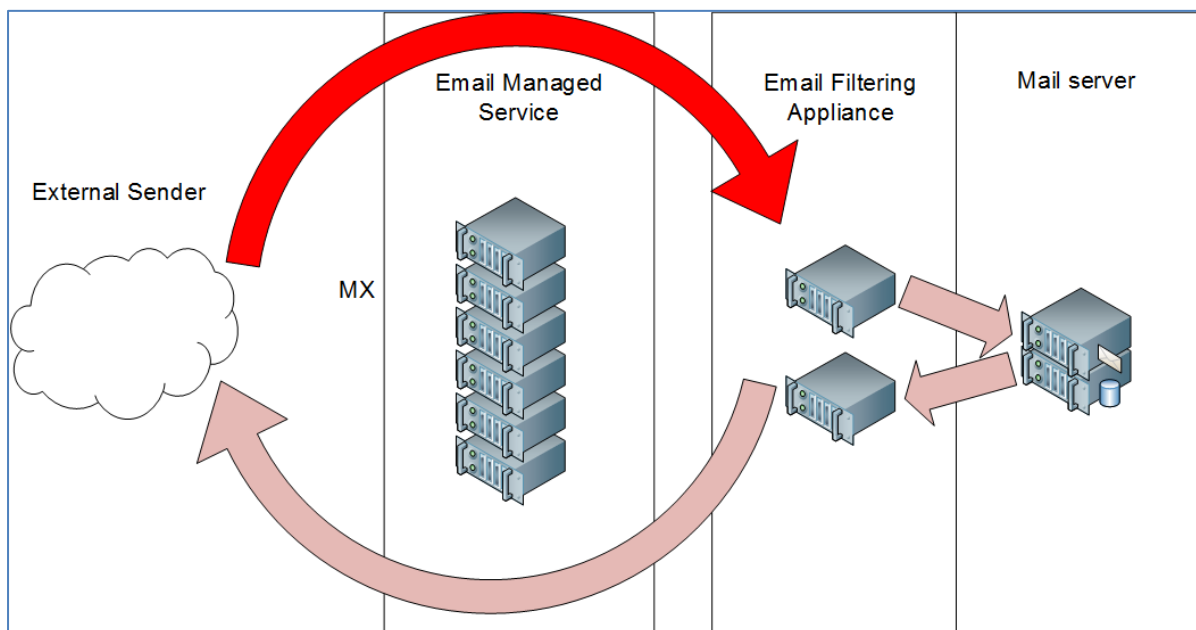 Email Managed
Service
Email Filtering
Appliance
Mail server
External Sender
MX